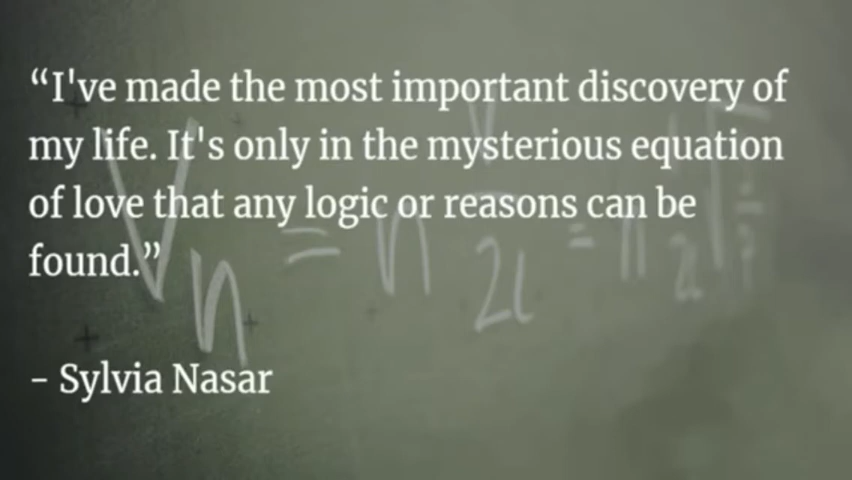 “I've made the most important discovery of
my life. It's only in the mysterious equation
of love that any logic or reasons can be
found.”
– Sylvia Nasar